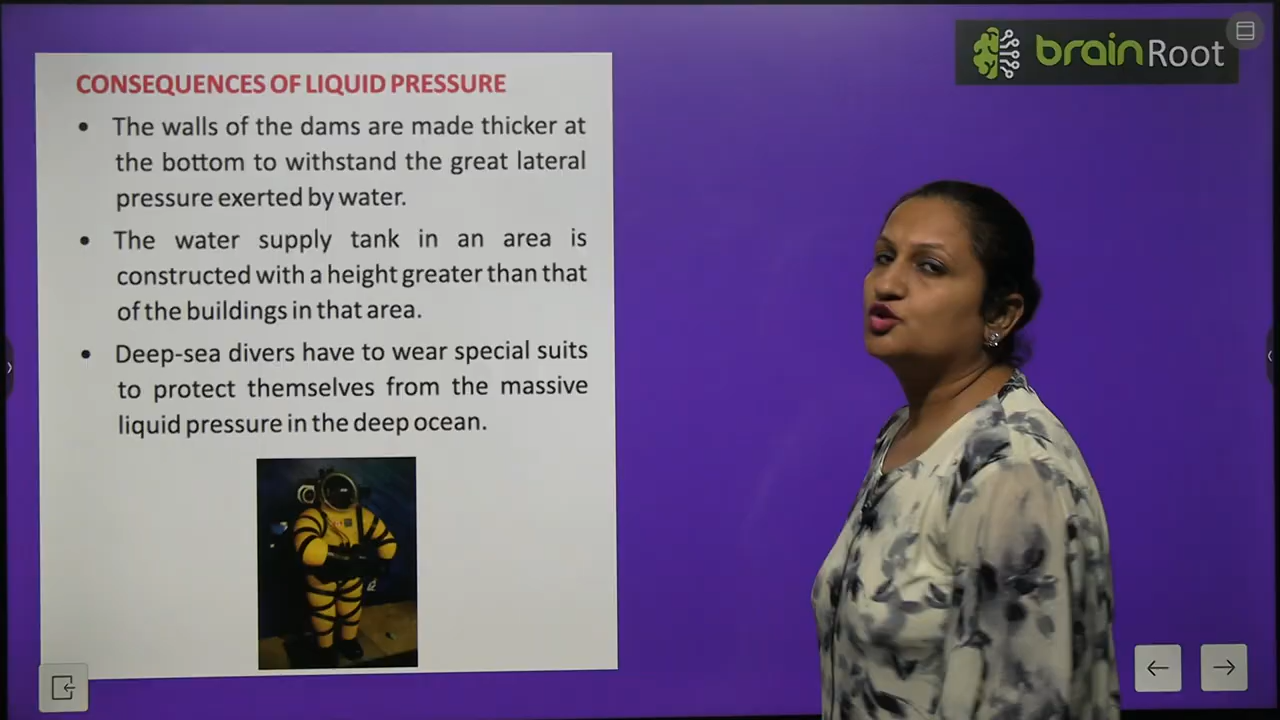 brainRoot
CONSEQUENCES OF LIQUID PRESSURE
• The walls of the dams are made thicker at
the bottom to withstand the great lateral
pressure exerted by water.
• The water supply tank in an area is
constructed with a height greater than that
of the buildings in that area.
• Deep-sea divers have to wear special suits
to protect themselves from the massive
liquid pressure in the deep ocean.